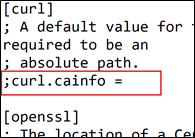 [curl]
; A default value for t
required to be an
; absolute path.
;curl.cainfo =
[openssl]
; The location of a Ce